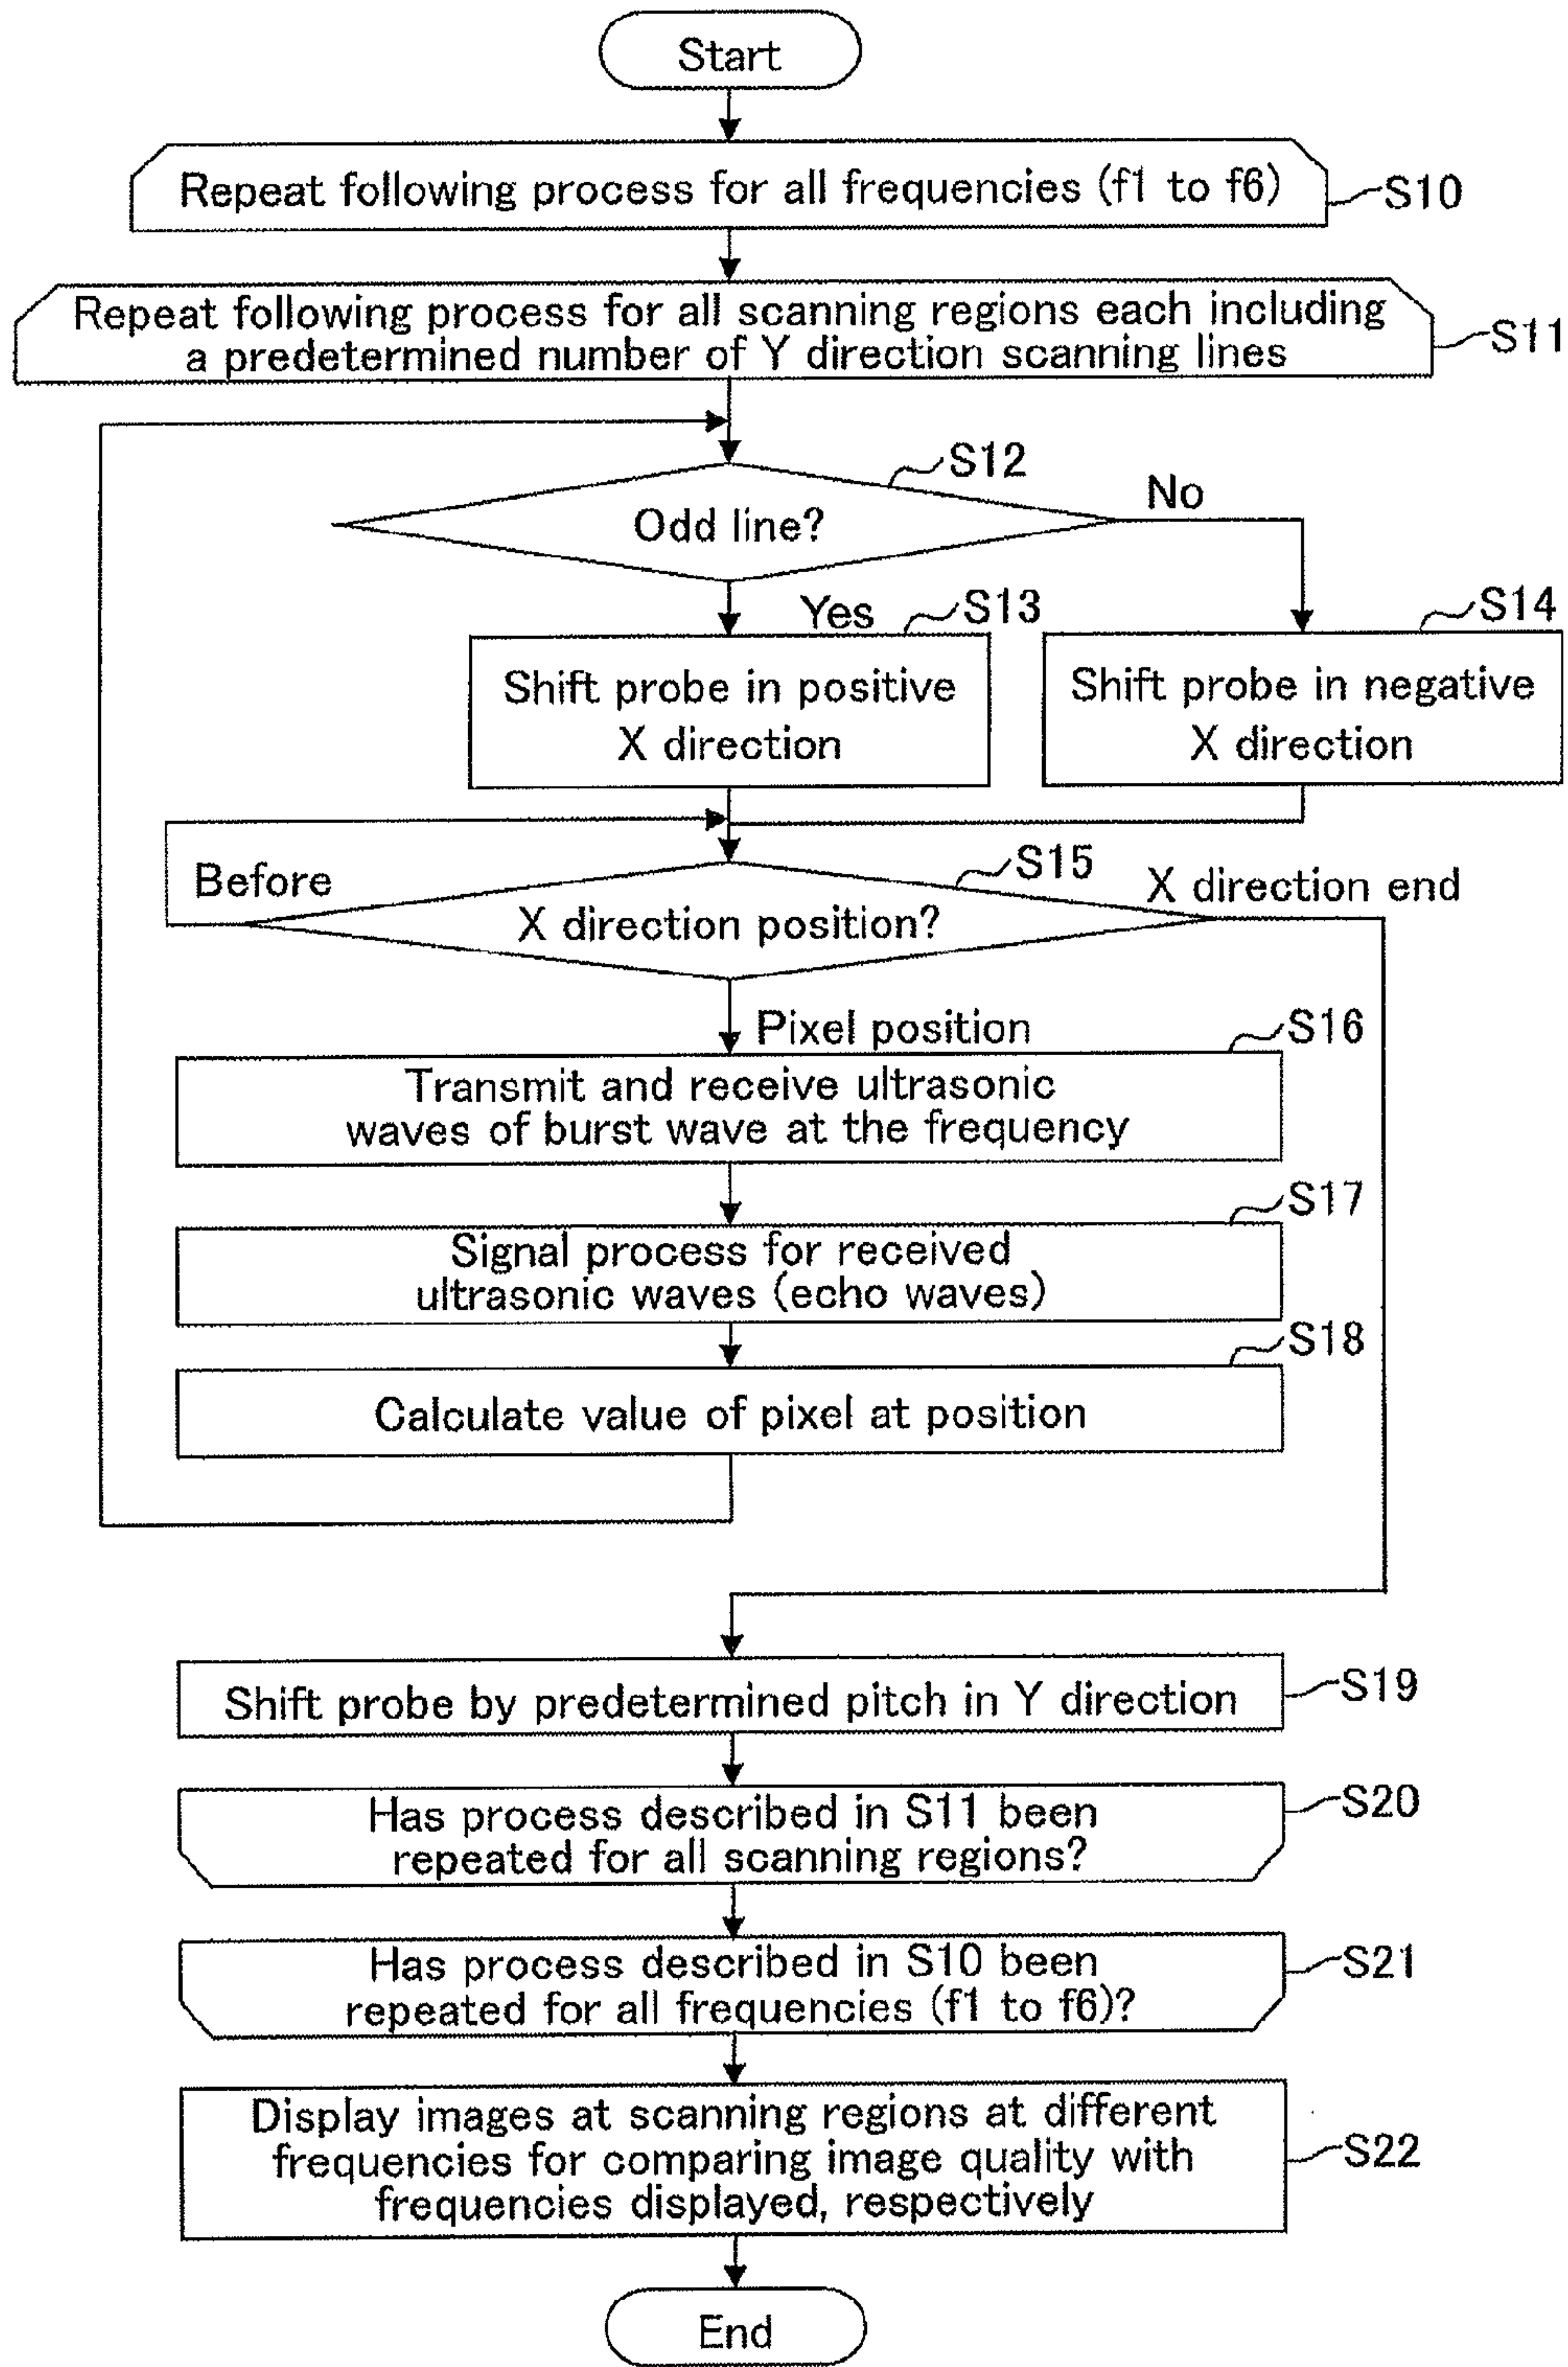 Start
Repeat following process for all frequencies (f1 to f6)
S10
Repeat following process for all scanning regions each including
a predetermined number of Y direction scanning lines
S11
S12
Odd line?
No
Yes
S13
S14
Shift probe in positive
X direction
Shift probe in negative
X direction
Before
S15
X direction end
X direction position?
Pixel position
S16
Transmit and receive ultrasonic
waves of burst wave at the frequency
S17
Signal process for received
ultrasonic waves (echo waves)
S18
Calculate value of pixel at position
Shift probe by predetermined pitch in Y direction
S19
Has process described in S11 been
repeated for all scanning regions?
S20
Has process described in S10 been
repeated for all frequencies (f1 to f6)?
S21
Display images at scanning regions at different
frequencies for comparing image quality with
frequencies displayed, respectively
S22
End